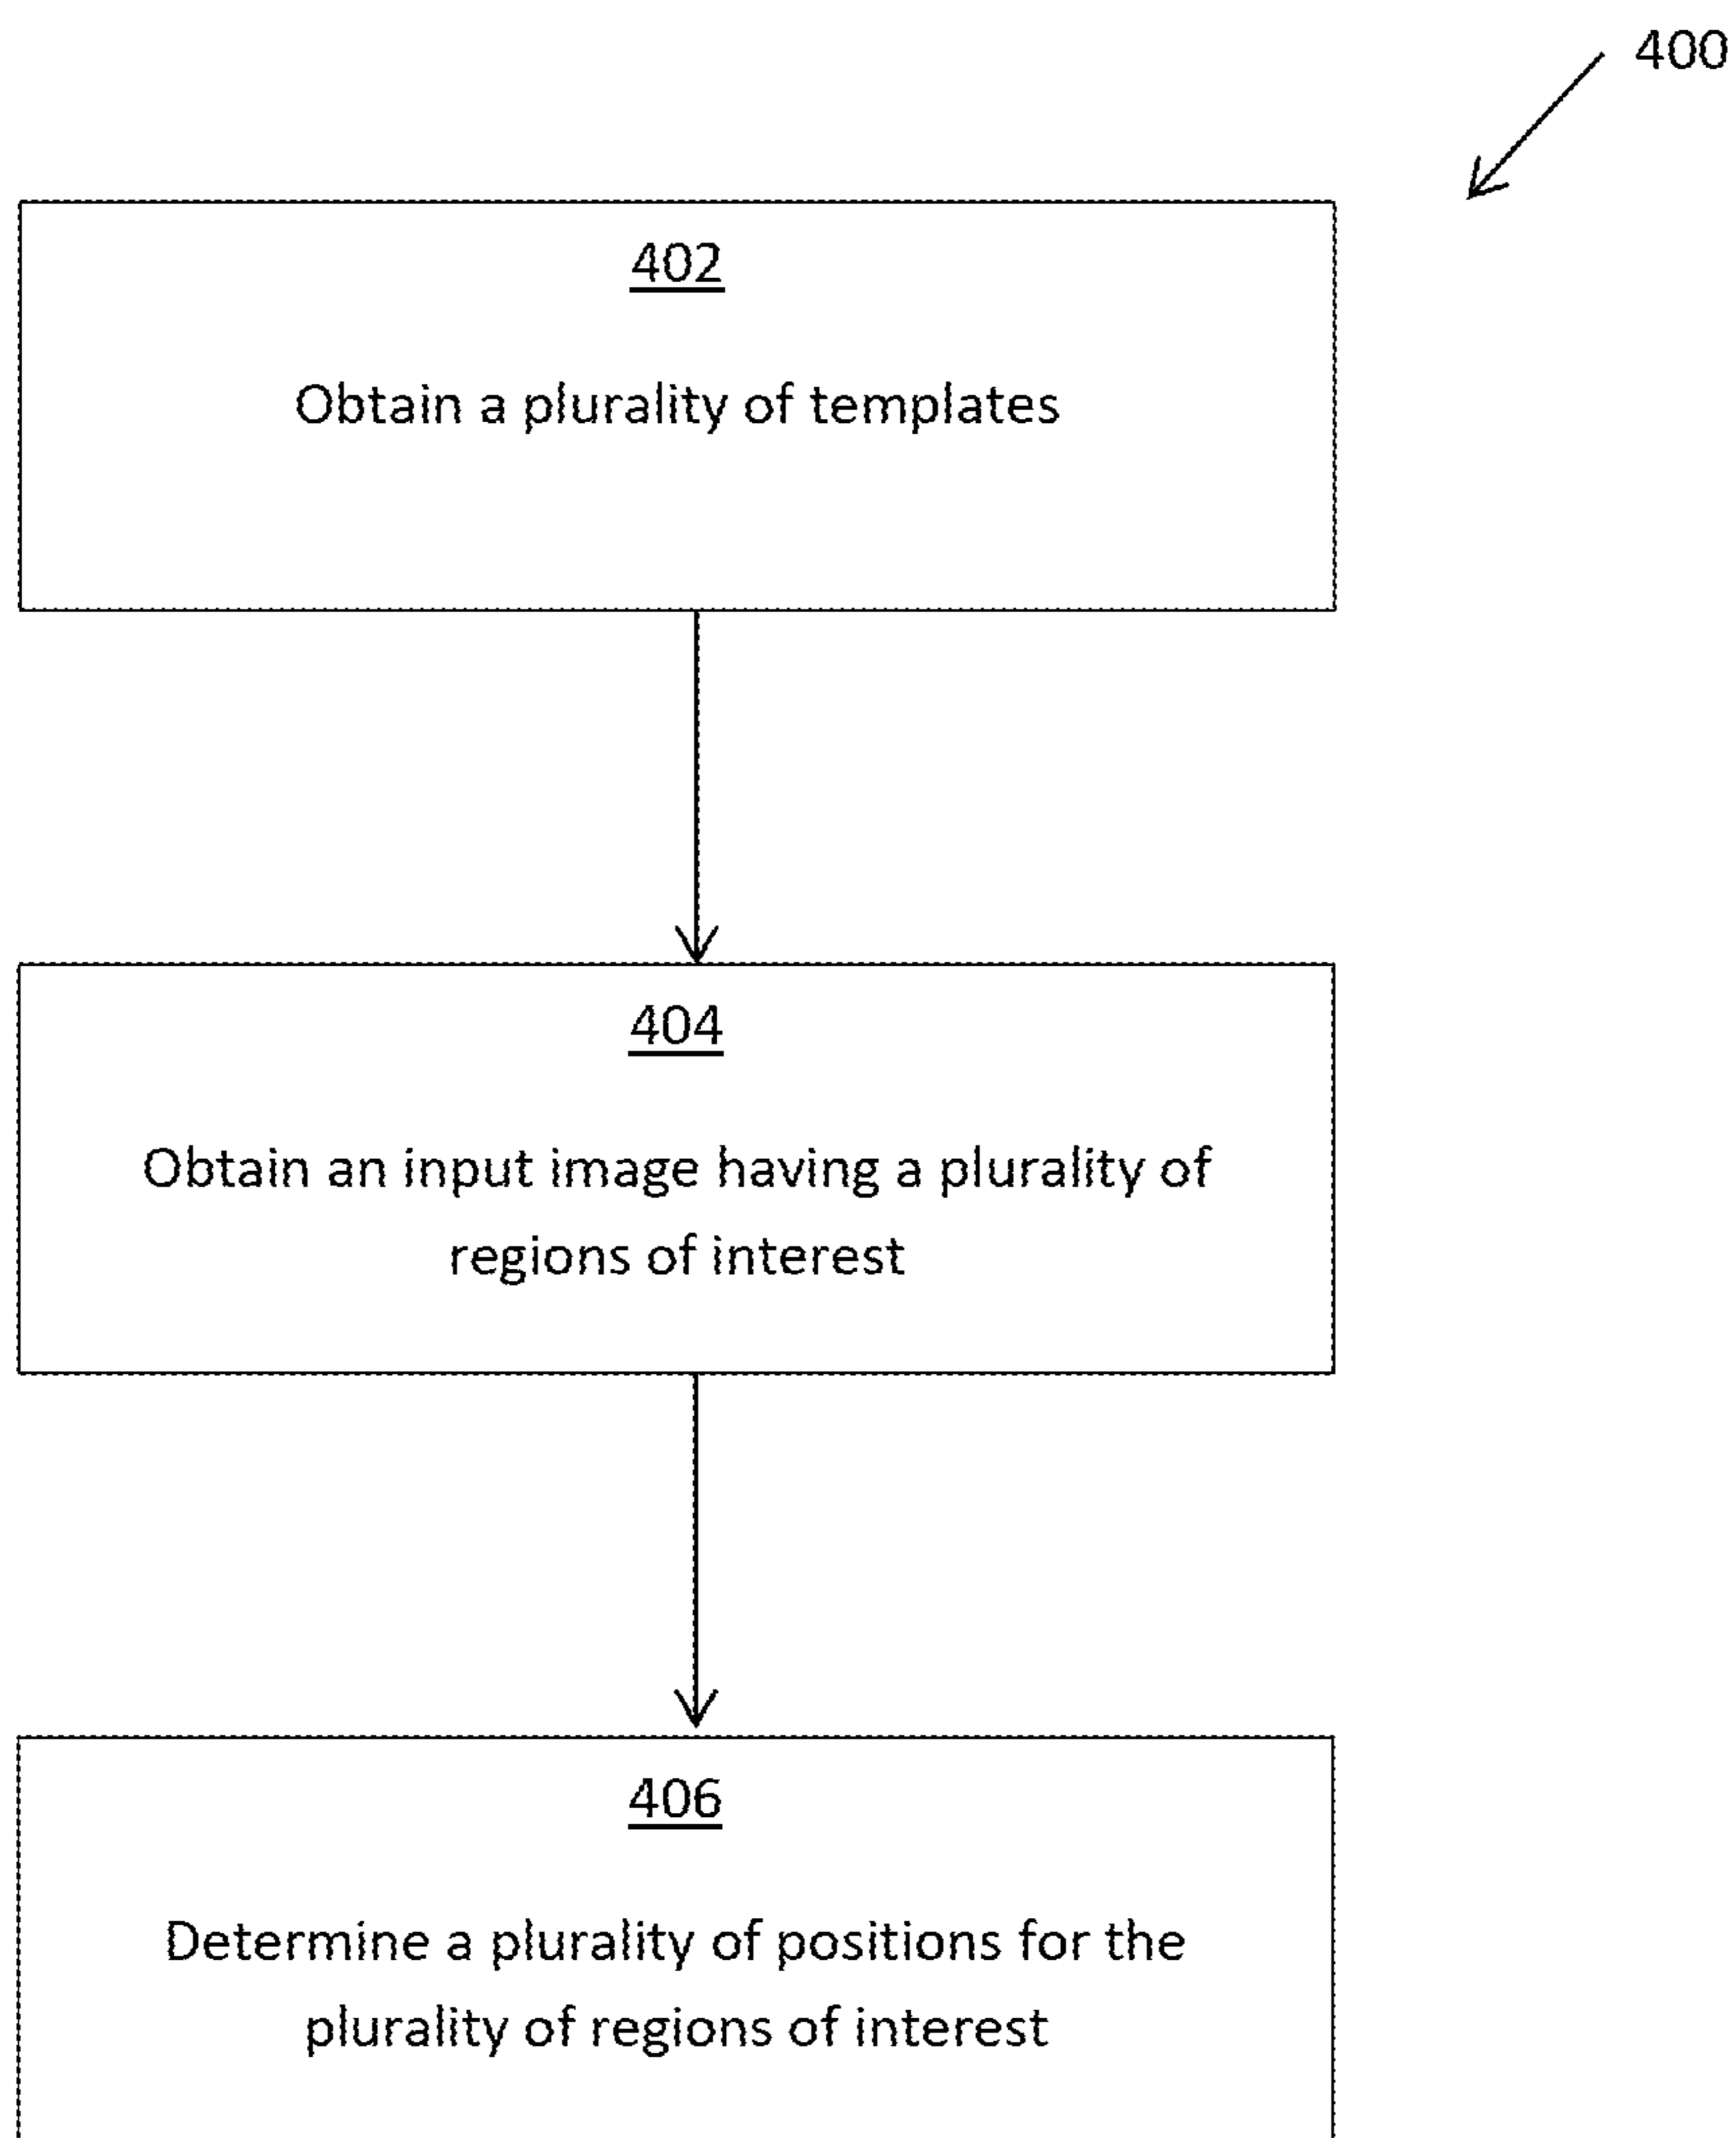 400
402
Obtain a plurality of templates
404
Obtain an input image having a plurality of
regions of interest
406
Determine a plurality of positions for the
plurality of regions of interest